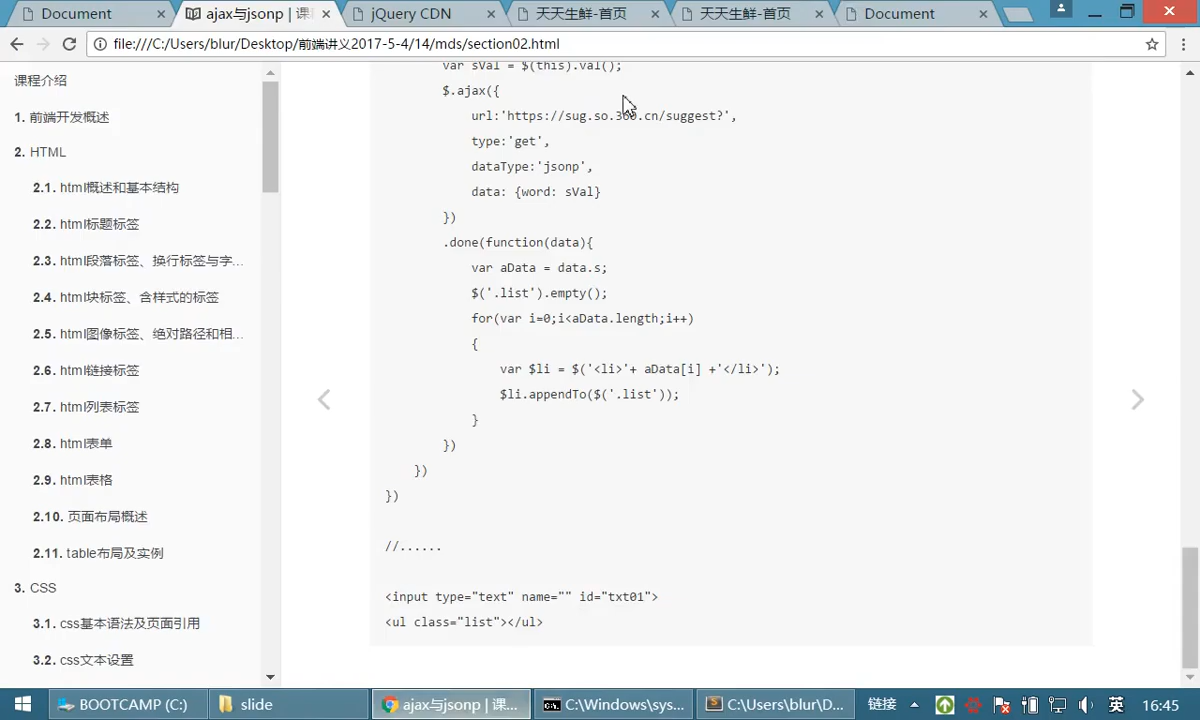 Document
ajax与jsonp | 课
jQuery CDN
天天生鲜-首页
天天生鲜-首页
Document
file:///C:/Users/blur/Desktop/前端讲义2017-5-4/14/mds/section02.html
课程介绍
1. 前端开发概述
2. HTML
2.1. html概述和基本结构
2.2. html标题标签
2.3. html段落标签、换行标签与字...
2.4. html块标签、含样式的标签
2.5. html图像标签、绝对路径和相...
2.6. html链接标签
2.7. html列表标签
2.8. html表单
2.9. html表格
2.10. 页面布局概述
2.11. table布局及实例
3. CSS
3.1. css基本语法及页面引用
3.2. css文本设置
var sVal = $(this).val();
$.ajax({
url:'https://sug.so.360.cn/suggest?',
type:'get',
dataType:'jsonp',
data: {word: sVal}
})
.done(function(data){
var aData = data.s;
$('.list').empty();
for(var i=0;i<aData.length;i++)
{
var $li = $('<li>'+ aData[i] +'</li>');
$li.appendTo($('.list'));
}
})
})
})
//......
<input type="text" name="" id="txt01">
<ul class="list"></ul>
BOOTCAMP (C:)
slide
ajax与jsonp | 课...
C:\Windows\sys...
C:\Users\blur\D...
链接
英
16:45